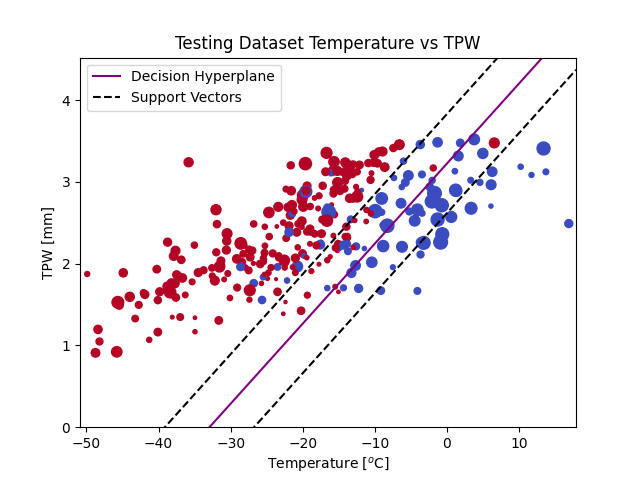 Testing Dataset Temperature vs TPW
Decision Hyperplane
Support Vectors
TPW [mm]
4
3
2
1
0
−50
−40
−30
−20
−10
0
10
Temperature [°C]